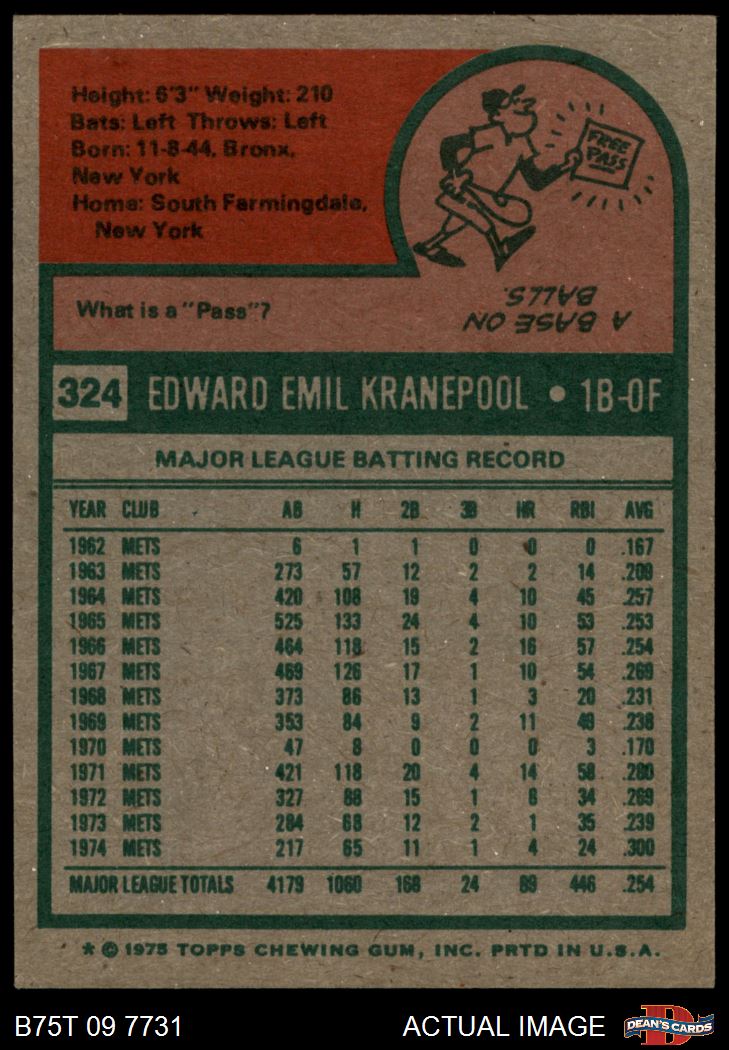 Height: 6'3" Weight: 210
Bats: Left Throws: Left
Born: 11-8-44, Bronx,
New York
Home: South Farmingdale,
New York
FREE
PASS
What is a "Pass"?
A BASE ON
BALLS.
324 EDWARD EMIL KRANEPOOL • 1B-OF
MAJOR LEAGUE BATTING RECORD
YEAR CLUB AB H 2B 3B HR RBI AVG
1962 METS 6 1 1 0 0 0 .167
1963 METS 273 57 12 2 2 14 .209
1964 METS 420 108 19 4 10 45 .257
1965 METS 525 133 24 4 10 53 .253
1966 METS 464 118 15 2 16 57 .254
1967 METS 469 126 17 1 10 54 .269
1968 METS 373 86 13 1 3 20 .231
1969 METS 353 84 9 2 11 49 .238
1970 METS 47 8 0 0 0 3 .170
1971 METS 421 118 20 4 14 58 .280
1972 METS 327 88 15 1 8 34 .269
1973 METS 284 68 12 2 1 35 .239
1974 METS 217 65 11 1 4 24 .300
MAJOR LEAGUE TOTALS 4179 1060 168 24 89 446 .254
* © 1975 TOPPS CHEWING GUM, INC. PRTD IN U.S.A.
B75T 09 7731 ACTUAL IMAGE
D
DEAN'S CARDS